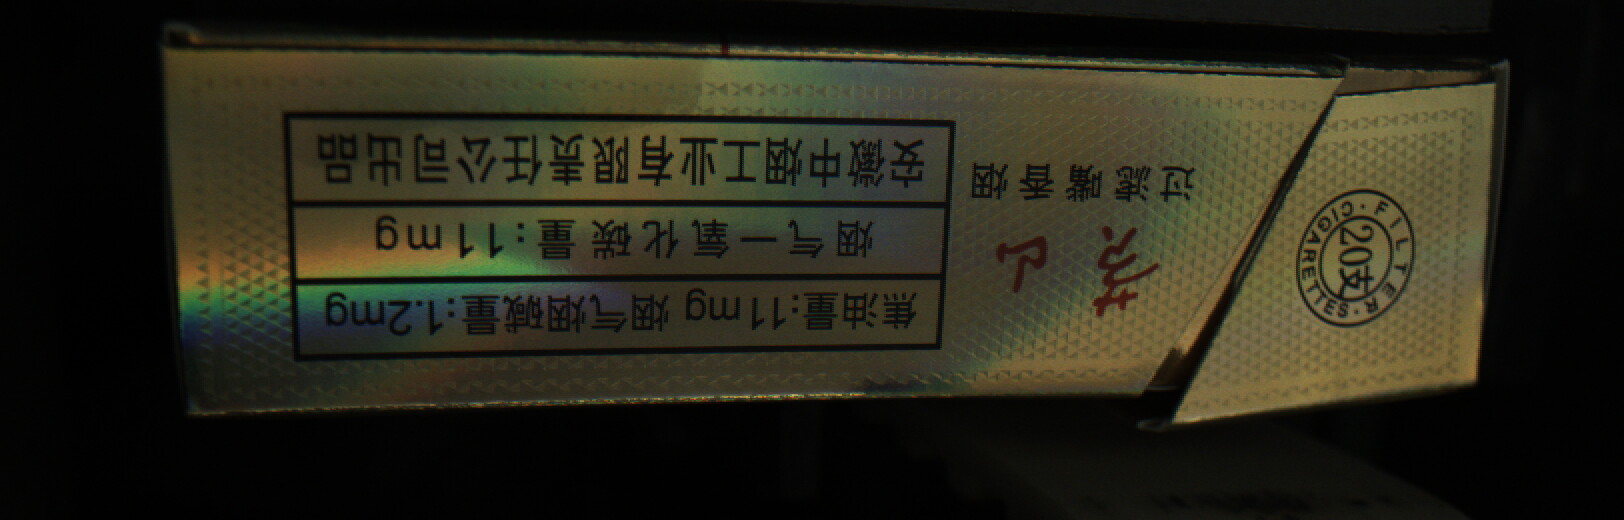 FILTER · CIGARETTES ·
20支
黄山
过滤嘴香烟
焦油量:11mg 烟气烟碱量:1.2mg
烟气一氧化碳量:11mg
安徽中烟工业有限责任公司出品